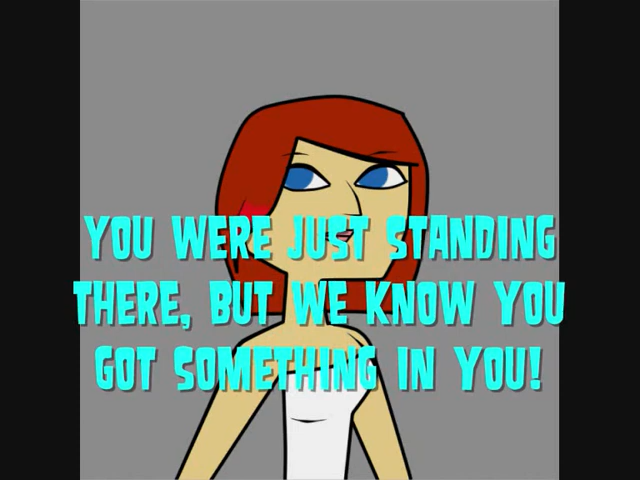 YOU WERE JUST STANDING
THERE, BUT WE KNOW YOU
GOT SOMETHING IN YOU!